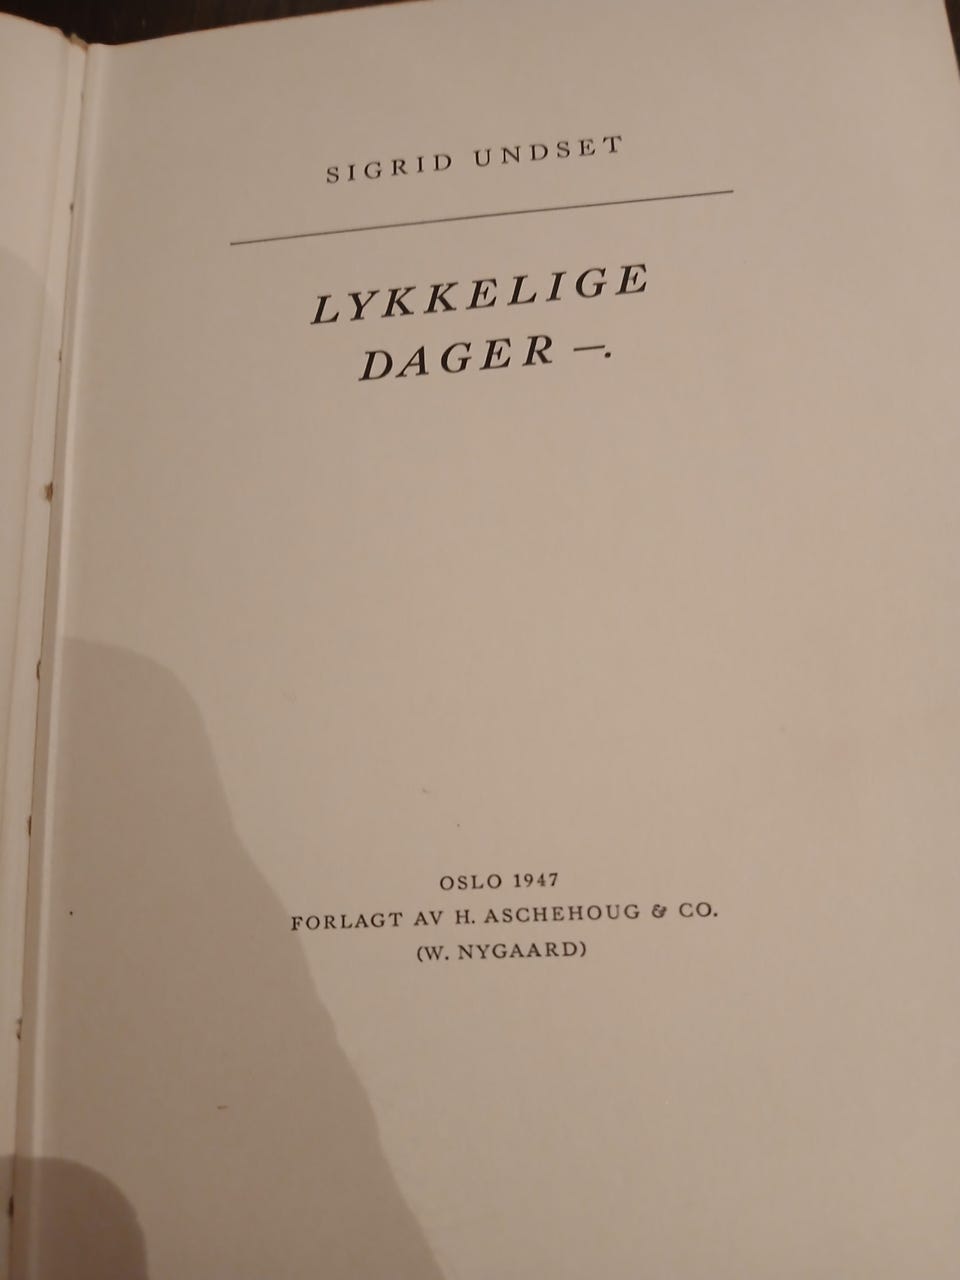 SIGRID UNDSET
LYKKELIGE
DAGER —.
OSLO 1947
FORLAGT AV H. ASCHEHOUG & CO.
(W. NYGAARD)